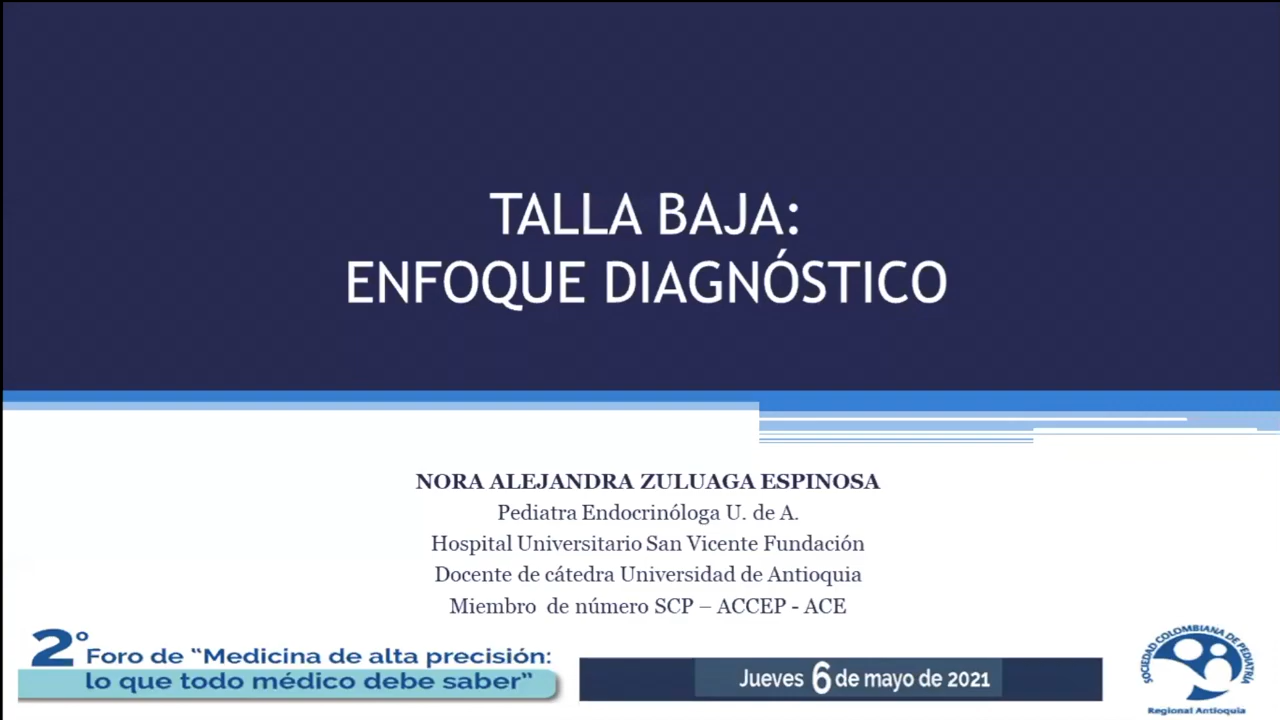 TALLA BAJA:
ENFOQUE DIAGNÓSTICO
NORA ALEJANDRA ZULUAGA ESPINOSA
Pediatra Endocrinóloga U. de A.
Hospital Universitario San Vicente Fundación
Docente de cátedra Universidad de Antioquia
Miembro de número SCP – ACCEP - ACE
2° Foro de "Medicina de alta precisión:
lo que todo médico debe saber"
Jueves 6 de mayo de 2021
SOCIEDAD COLOMBIANA DE PEDIATRÍA
Regional Antioquia